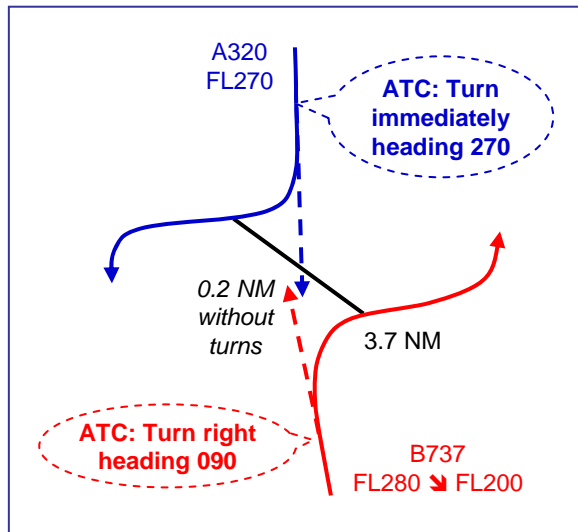 A320
FL270
ATC: Turn
immediately
heading 270
0.2 NM
without
turns
3.7 NM
ATC: Turn right
heading 090
B737
FL280 ➘ FL200